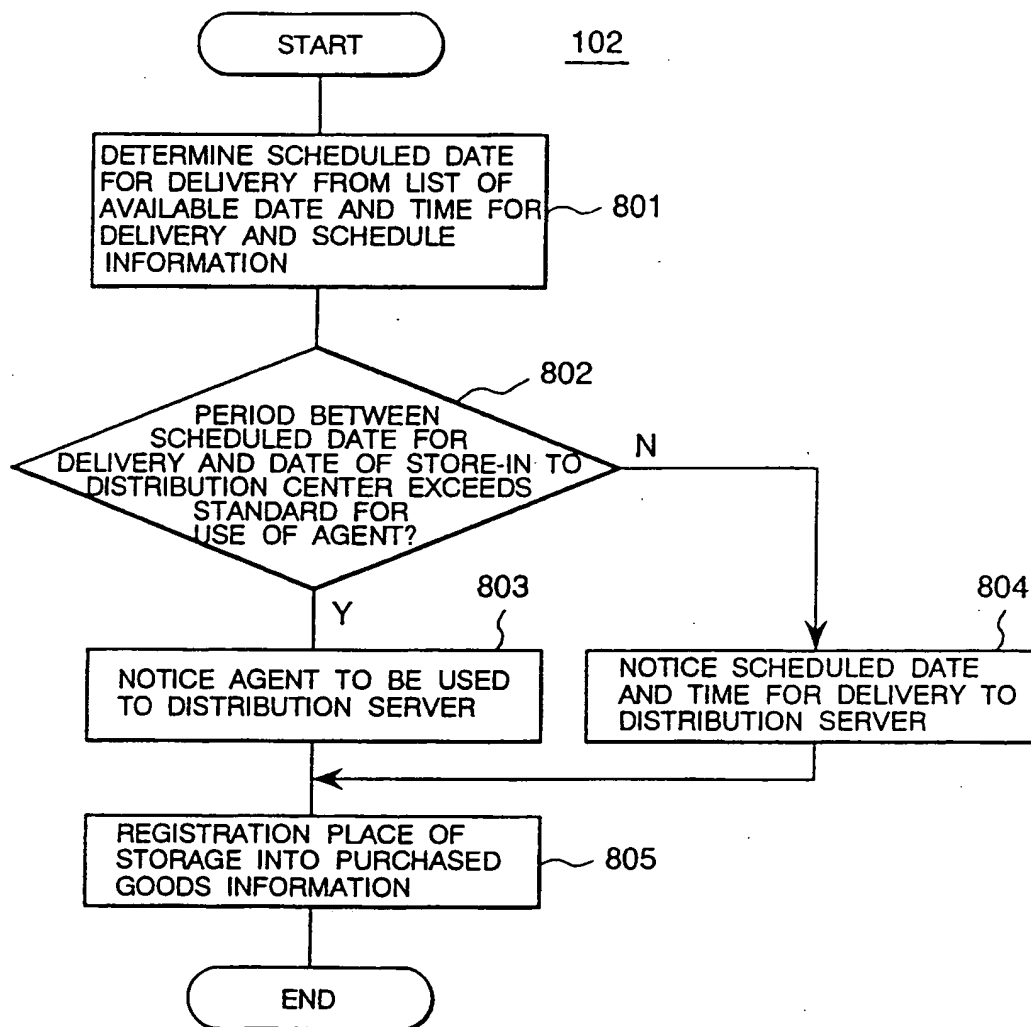 START
102
DETERMINE SCHEDULED DATE
FOR DELIVERY FROM LIST OF
AVAILABLE DATE AND TIME FOR
DELIVERY AND SCHEDULE
INFORMATION
801
802
PERIOD BETWEEN
SCHEDULED DATE FOR
DELIVERY AND DATE OF STORE-IN TO
DISTRIBUTION CENTER EXCEEDS
STANDARD FOR
USE OF AGENT?
N
Y
803
NOTICE AGENT TO BE USED
TO DISTRIBUTION SERVER
804
NOTICE SCHEDULED DATE
AND TIME FOR DELIVERY TO
DISTRIBUTION SERVER
REGISTRATION PLACE OF
STORAGE INTO PURCHASED
GOODS INFORMATION
805
END